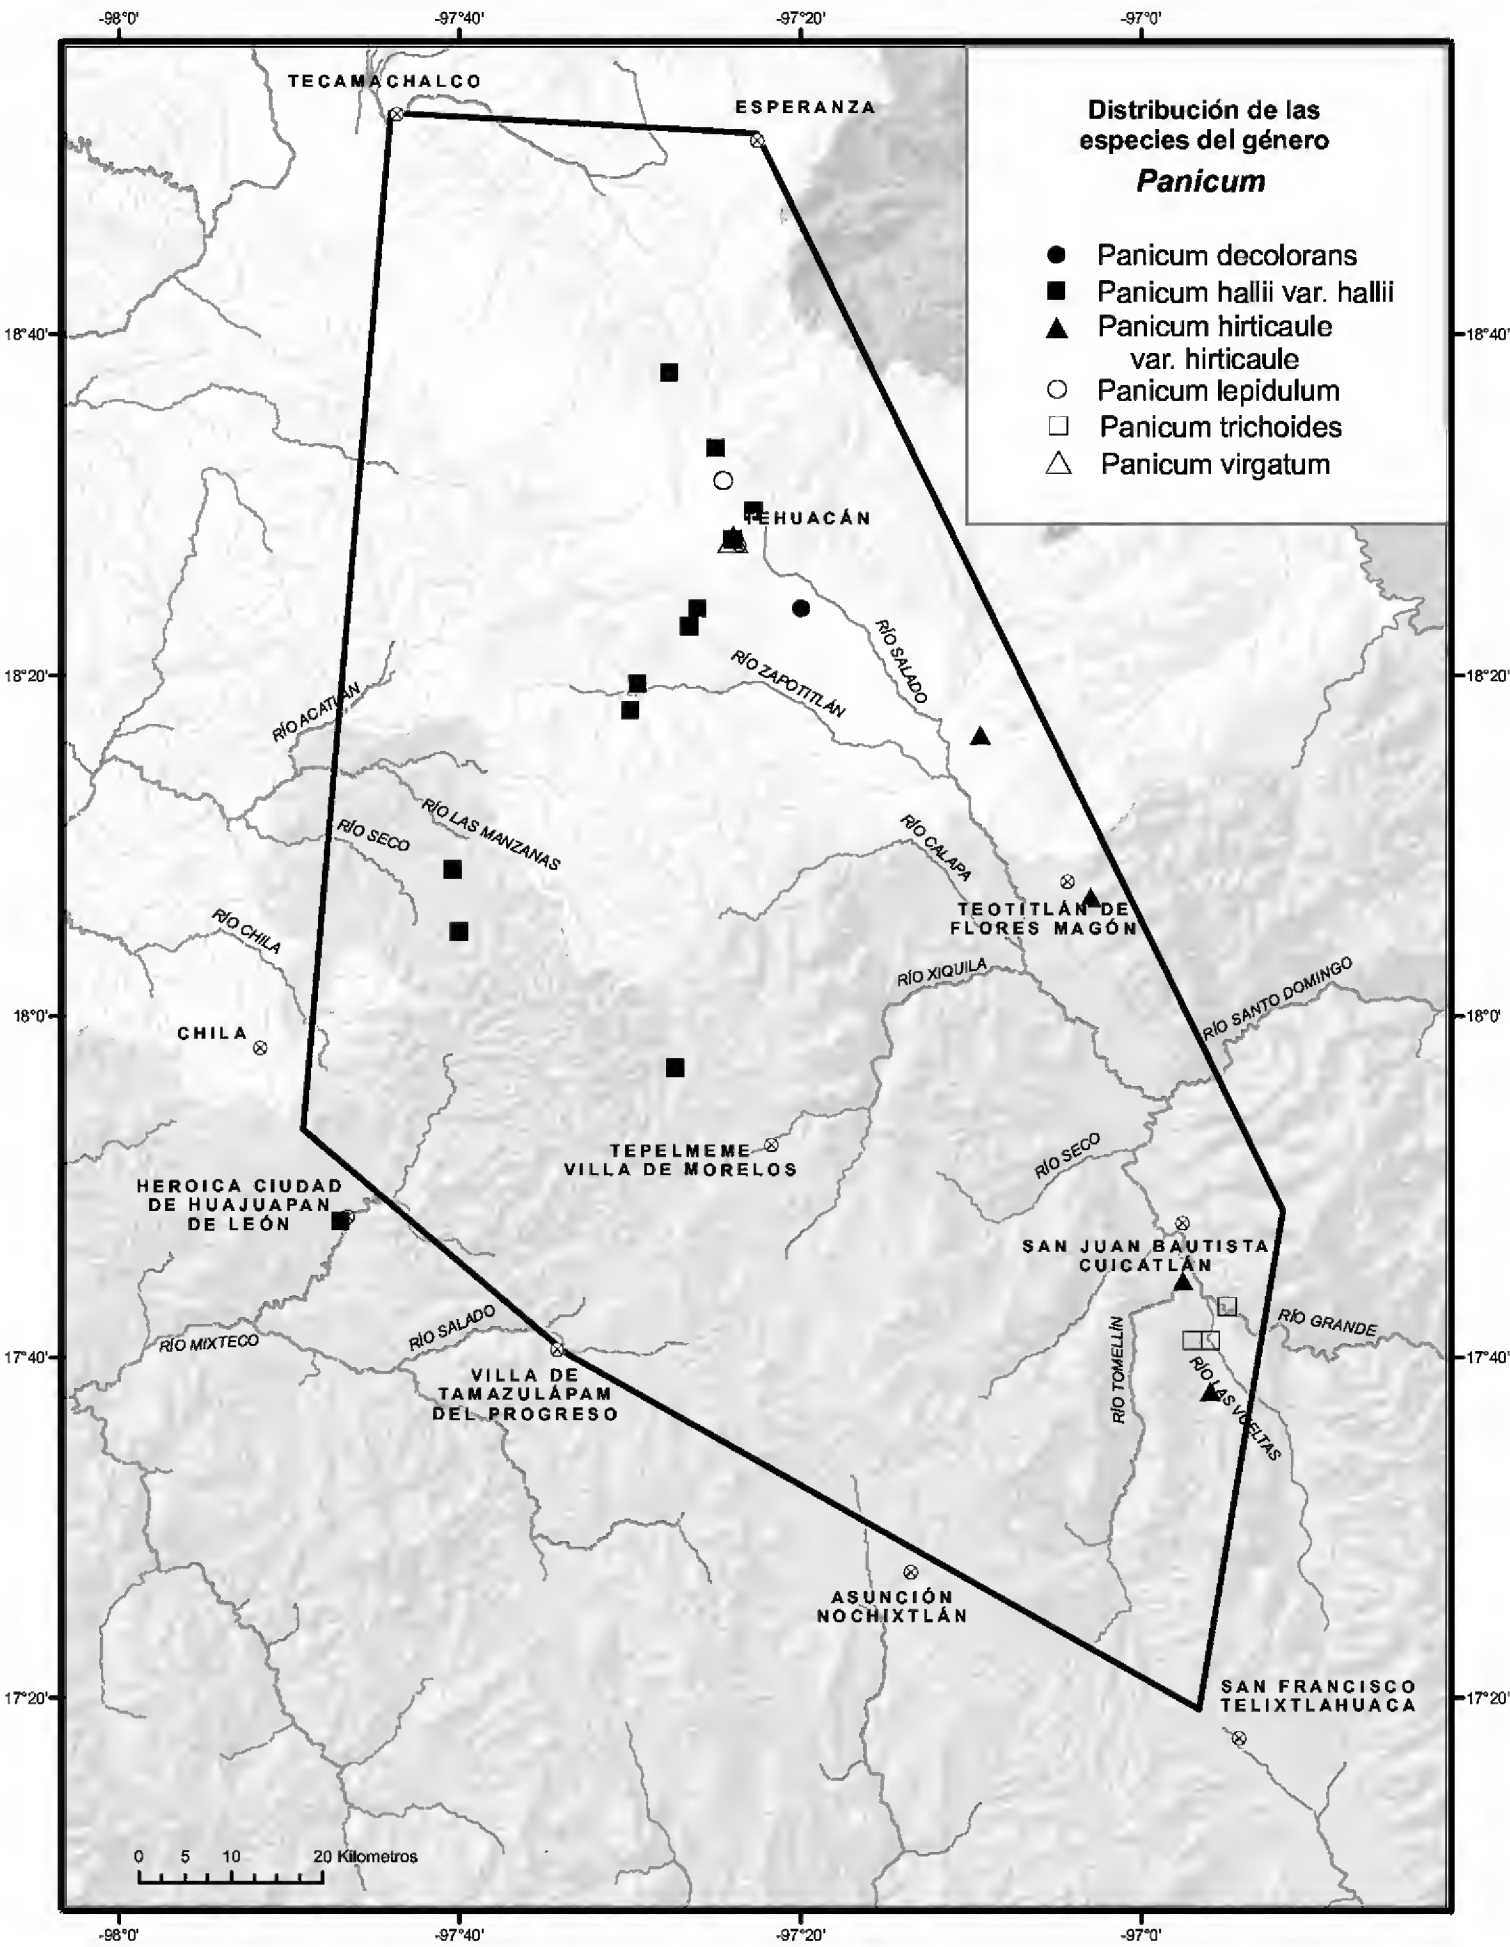 -98°0'
-97°40'
-97°20'
-97°0'
TECAMACHALCO
ESPERANZA
Distribución de las
especies del género
Panicum
Panicum decolorans
Panicum hallii var. hallii
Panicum hirticaule
var. hirticaule
Panicum lepidulum
Panicum trichoides
Panicum virgatum
18°40'
18°40'
TEHUACÁN
RÍO SALADO
RÍO ZAPOTITLÁN
18°20'
18°20'
RÍO ACATLÁN
RÍO LAS MANZANAS
RÍO SECO
RÍO CALAPA
TEOTITLÁN DE
FLORES MAGÓN
RÍO CHILA
RÍO XIQUILA
RÍO SANTO DOMINGO
18°0'
18°0'
CHILA
TEPELMEME
VILLA DE MORELOS
RÍO SECO
HEROICA CIUDAD
DE HUAJUAPAN
DE LEÓN
SAN JUAN BAUTISTA
CUICATLÁN
RÍO GRANDE
RÍO SALADO
RÍO MIXTECO
RÍO TOMELLÍN
17°40'
17°40'
RÍO LAS VUELTAS
VILLA DE
TAMAZULÁPAM
DEL PROGRESO
ASUNCIÓN
NOCHIXTLÁN
17°20'
17°20'
SAN FRANCISCO
TELIXTLAHUACA
0 5 10 20 Kilometros
-98°0'
-97°40'
-97°20'
-97°0'